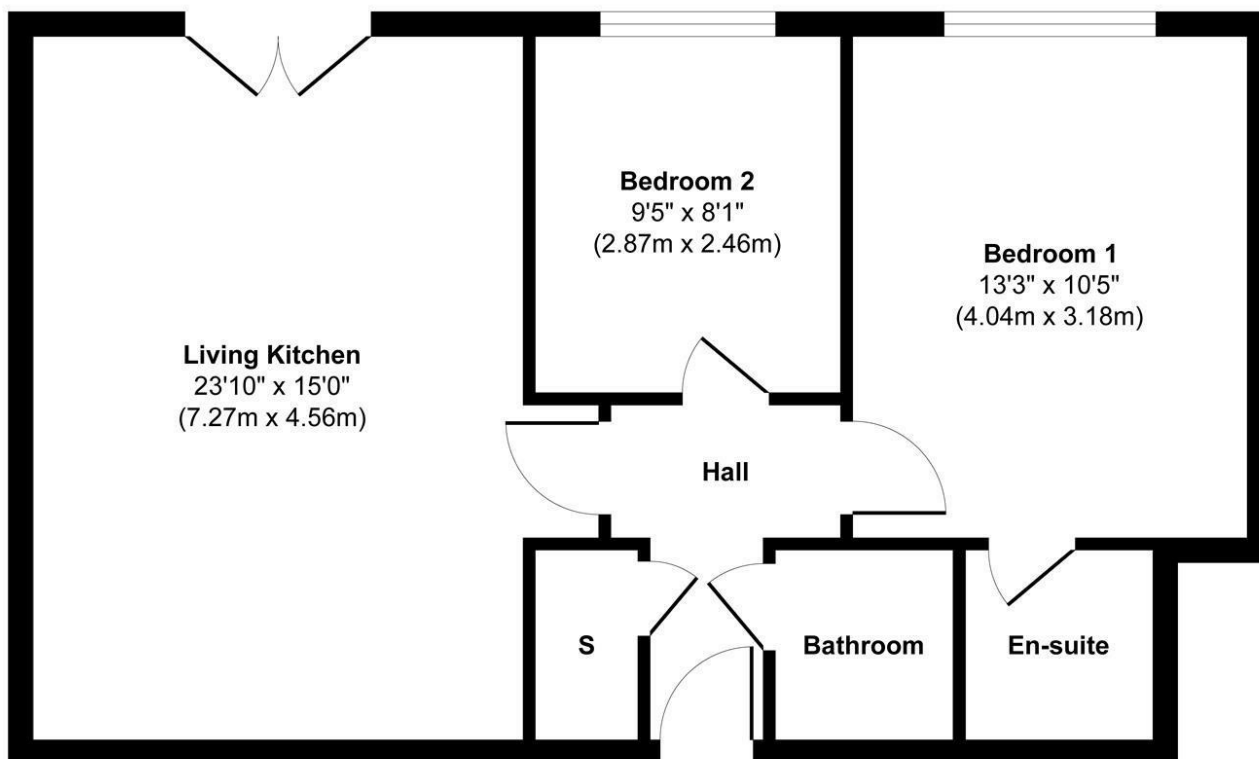 Bedroom 2
9'5" x 8'1"
(2.87m x 2.46m)
Bedroom 1
13'3" x 10'5"
(4.04m x 3.18m)
Living Kitchen
23'10" x 15'0"
(7.27m x 4.56m)
Hall
S
Bathroom
En-suite